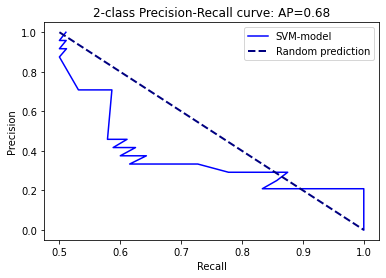 2-class Precision-Recall curve: AP=0.68
SVM-model
Random prediction
Precision
1.0
0.8
0.6
0.4
0.2
0.0
0.5
0.6
0.7
0.8
0.9
1.0
Recall